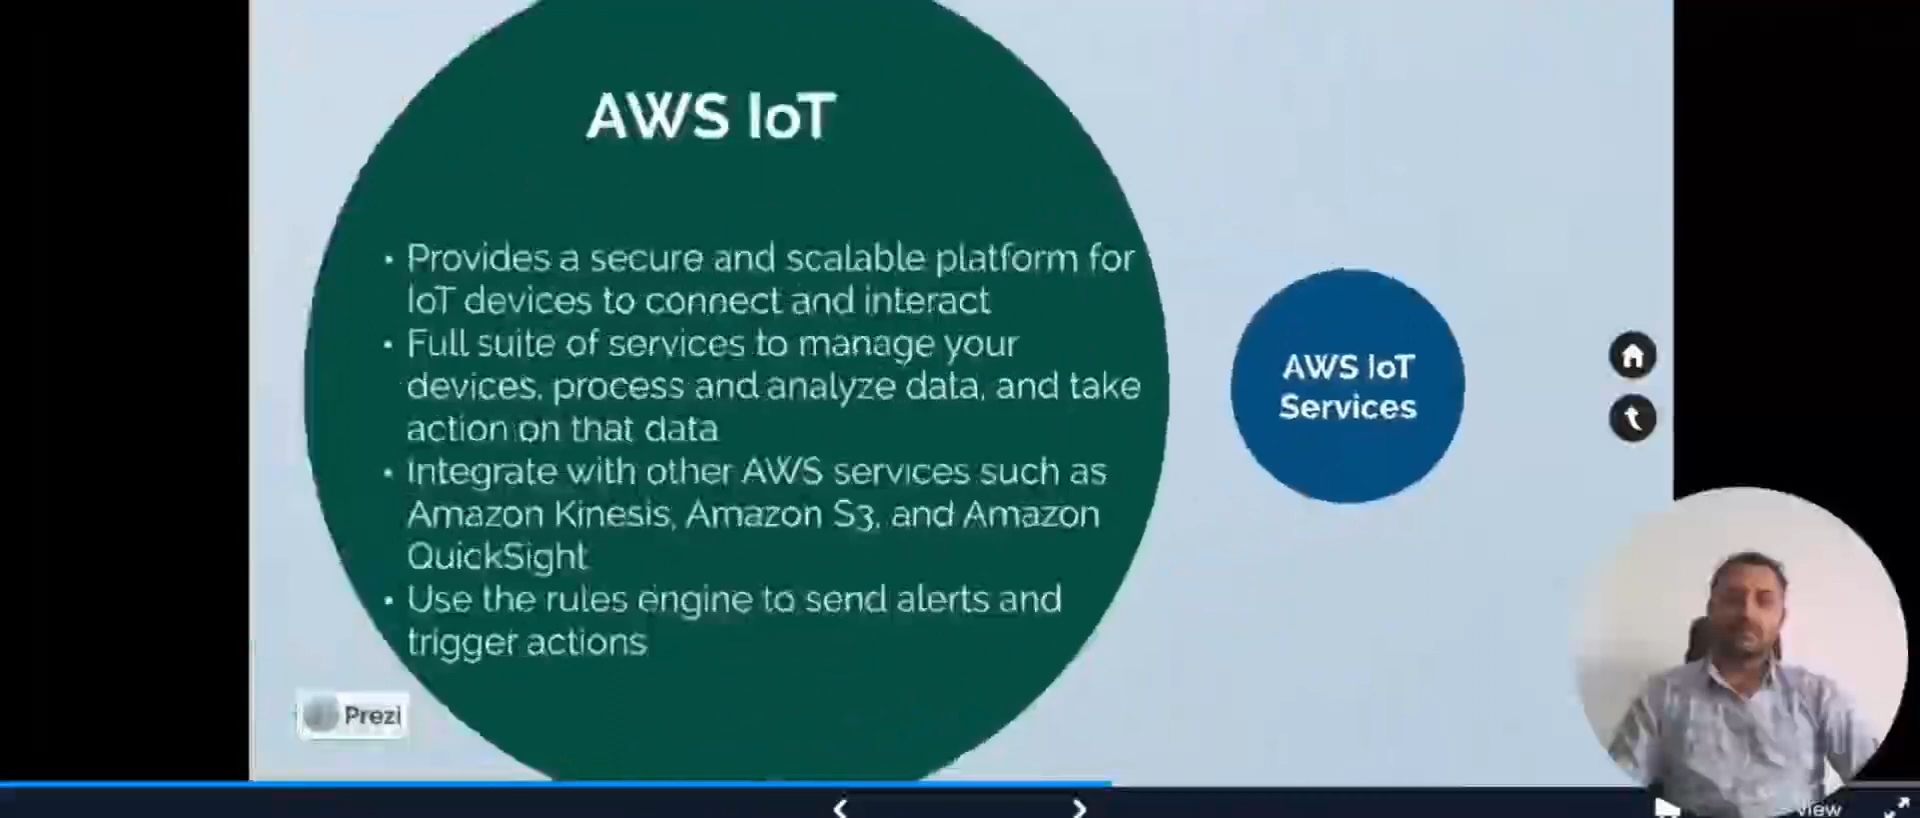 AWS IoT
• Provides a secure and scalable platform for
IoT devices to connect and interact
• Full suite of services to manage your
devices, process and analyze data, and take
action on that data
• Integrate with other AWS services such as
Amazon Kinesis, Amazon S3, and Amazon
QuickSight
• Use the rules engine to send alerts and
trigger actions
AWS IoT
Services
Prezi
view